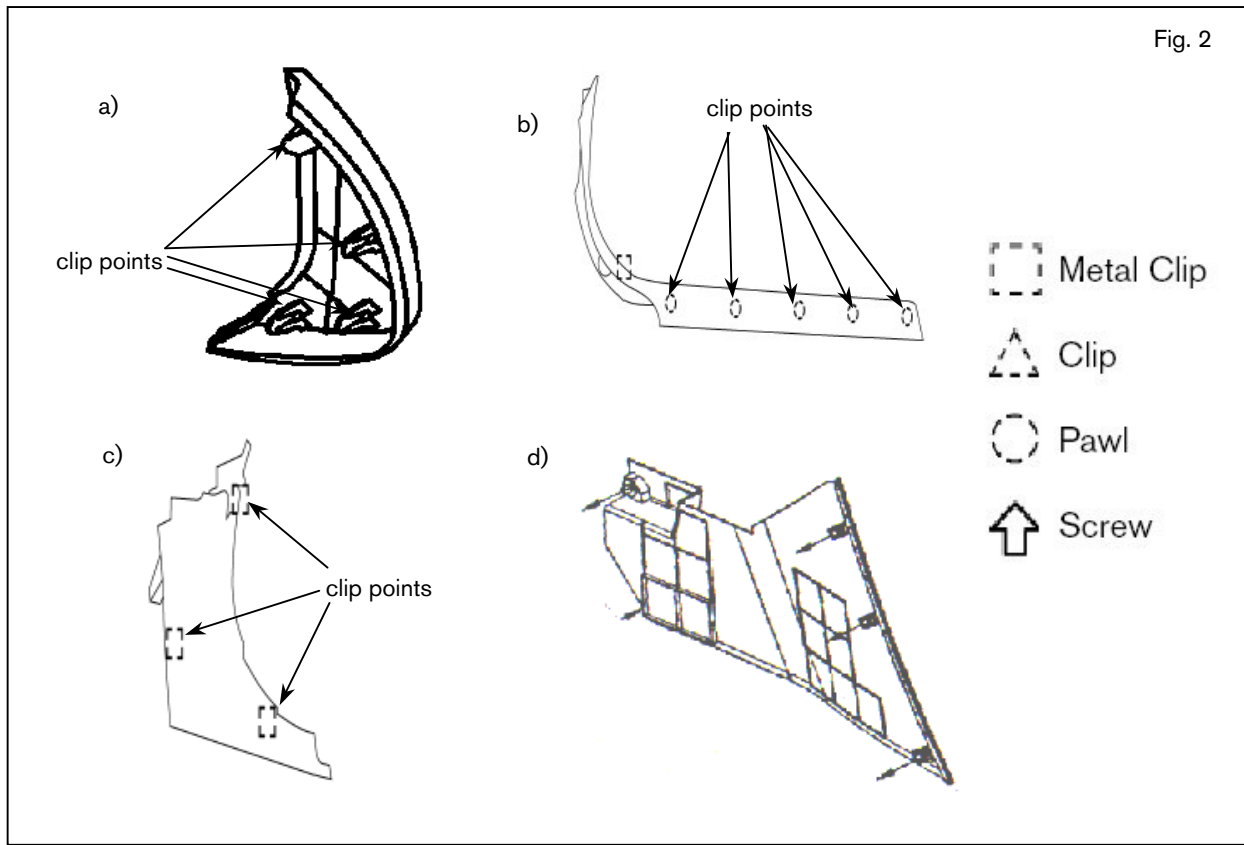 Fig. 2
a)
clip points
b)
clip points
Metal Clip
Clip
Pawl
Screw
c)
clip points
d)